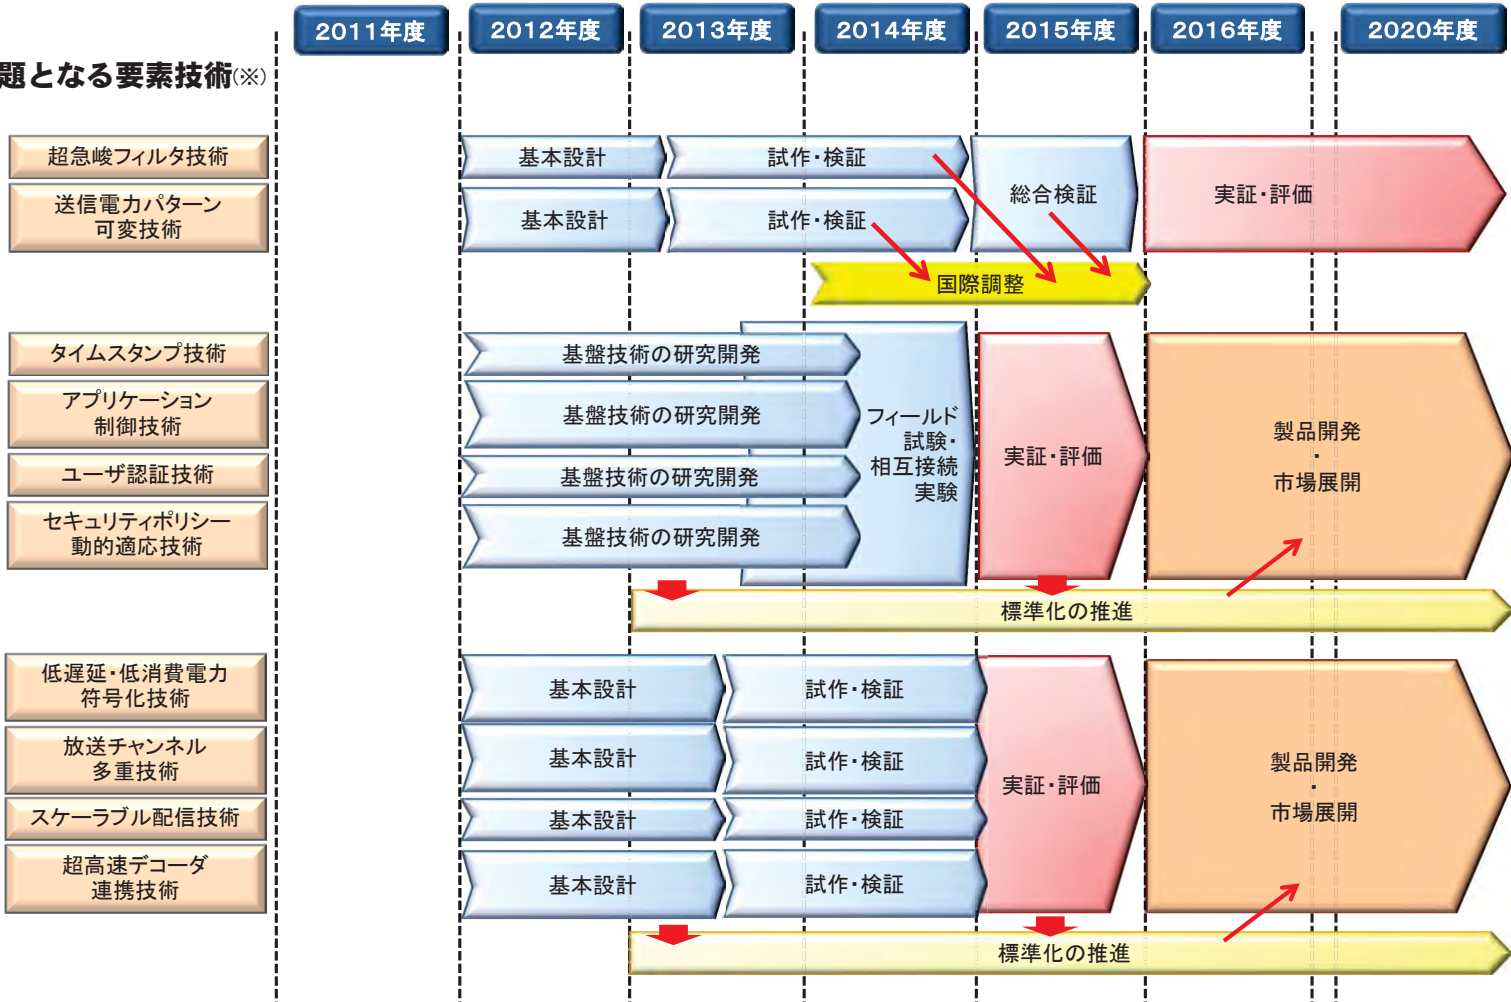 2011年度
2012年度
2013年度
2014年度
2015年度
2016年度
2020年度
題となる要素技術(※)
超急峻フィルタ技術
基本設計
試作・検証
送信電力パターン
可変技術
基本設計
試作・検証
総合検証
実証・評価
国際調整
タイムスタンプ技術
基盤技術の研究開発
アプリケーション
制御技術
基盤技術の研究開発
ユーザ認証技術
基盤技術の研究開発
セキュリティポリシー
動的適応技術
基盤技術の研究開発
フィールド
試験・
相互接続
実験
実証・評価
製品開発
・
市場展開
標準化の推進
低遅延・低消費電力
符号化技術
基本設計
試作・検証
放送チャンネル
多重技術
基本設計
試作・検証
スケーラブル配信技術
基本設計
試作・検証
超高速デコーダ
連携技術
基本設計
試作・検証
実証・評価
製品開発
・
市場展開
標準化の推進